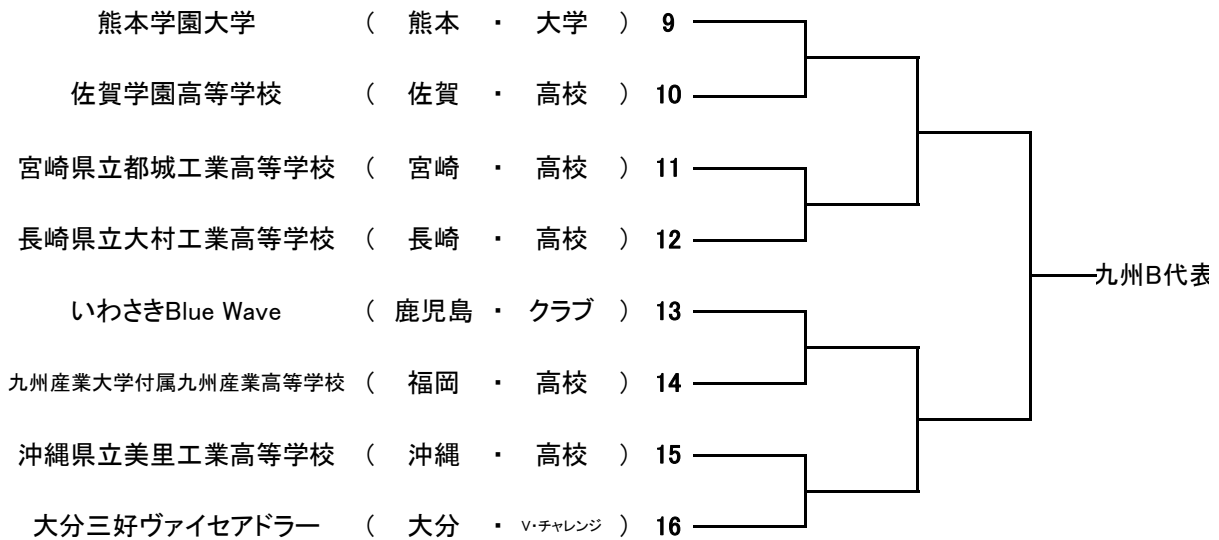 熊本学園大学 ( 熊本 ・ 大学 ) 9
佐賀学園高等学校 ( 佐賀 ・ 高校 ) 10
宮崎県立都城工業高等学校 ( 宮崎 ・ 高校 ) 11
長崎県立大村工業高等学校 ( 長崎 ・ 高校 ) 12
九州B代表
いわさきBlue Wave ( 鹿児島 ・ クラブ ) 13
九州産業大学付属九州産業高等学校 ( 福岡 ・ 高校 ) 14
沖縄県立美里工業高等学校 ( 沖縄 ・ 高校 ) 15
大分三好ヴァイセアドラー ( 大分 ・ V・チャレンジ ) 16